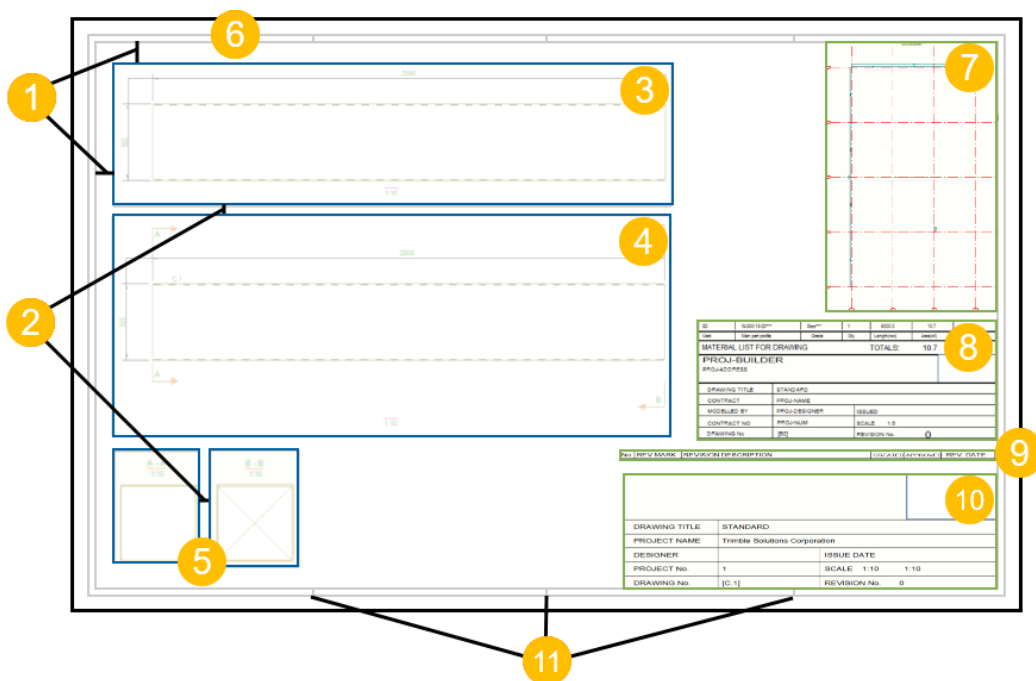 6
7
1
2000
3
1:10
4
A
2000
C.1
2
A
B
1:10
MATERIAL LIST FOR DRAWING TOTALS: 10.7
8
PROJ-BUILDER
PROJ-ADDRESS
DRAWING TITLE STANDARD
CONTRACT PROJ-NAME
MODELLED BY PROJ-DESIGNER ISSUED
CONTRACT NO PROJ-NUM SCALE 1:5
DRAWING No. [B2] REVISION No. 0
No. REV.MARK REVISION DESCRIPTION CREATED APPROVED REV. DATE
9
A - A
1:10
B - B
1:10
5
10
DRAWING TITLE STANDARD
PROJECT NAME Trimble Solutions Corporation
DESIGNER ISSUE DATE
PROJECT No. 1 SCALE 1:10 1:10
DRAWING No. [C.1] REVISION No. 0
11